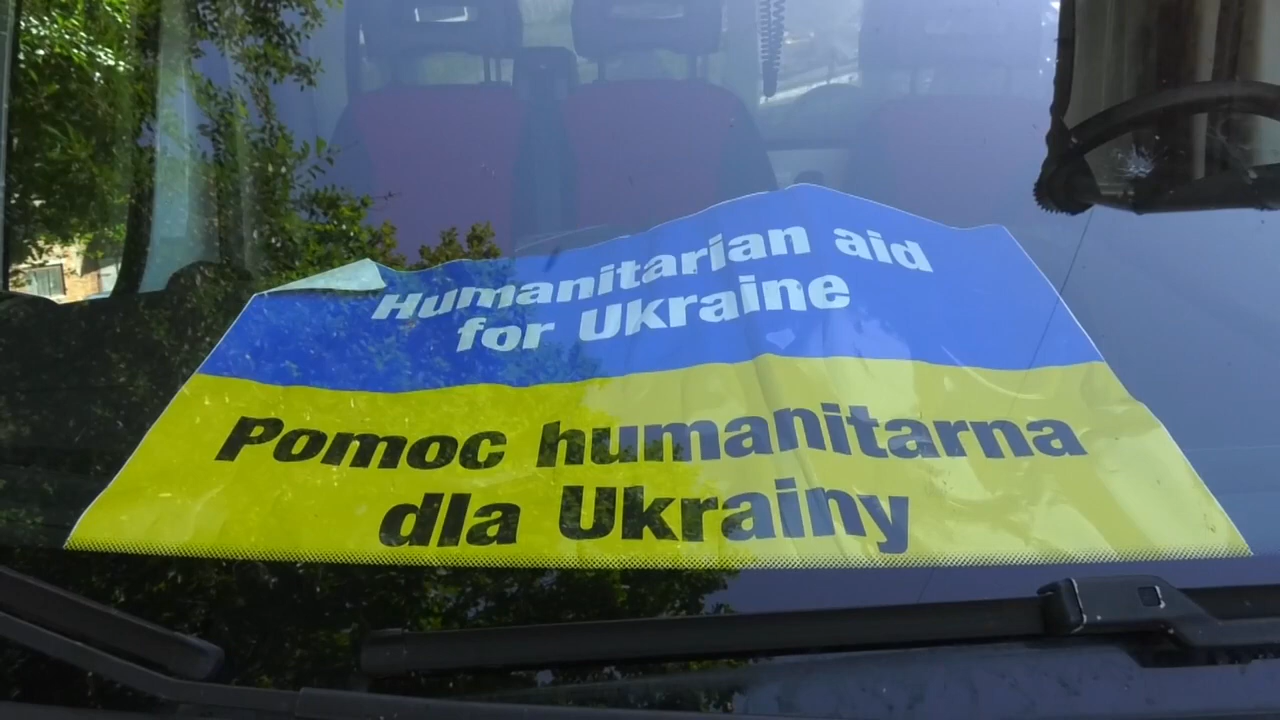 Humanitarian aid
for Ukraine
Pomoc humanitarna
dla Ukrainy